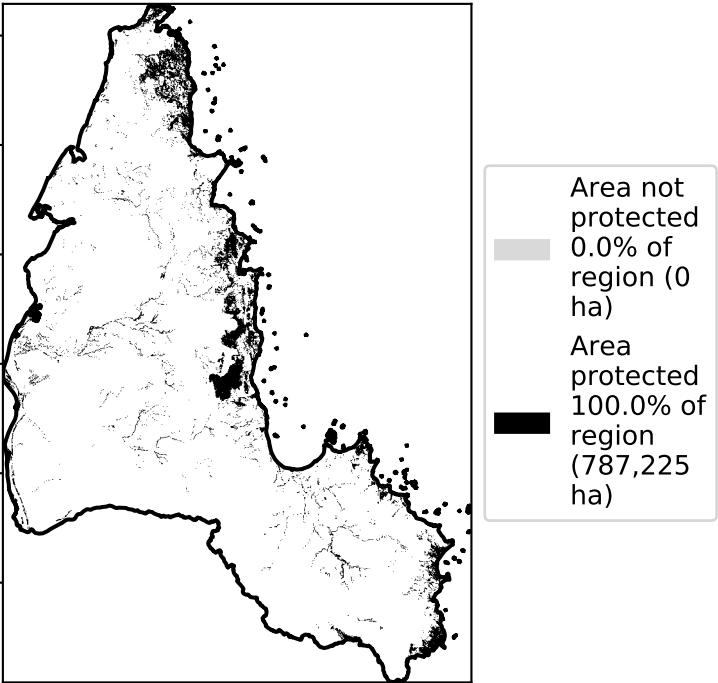 Area not
protected
0.0% of
region (0
ha)
Area
protected
100.0% of
region
(787,225
ha)